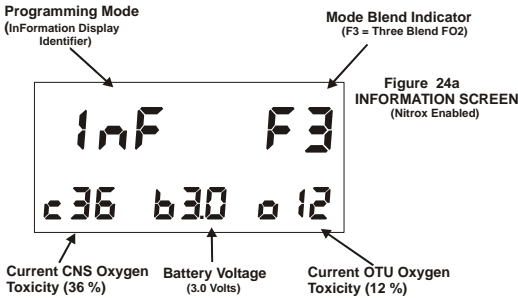 Programming Mode
(InFormation Display
Identifier)
Mode Blend Indicator
(F3 = Three Blend FO2)
Figure 24a
INFORMATION SCREEN
(Nitrox Enabled)
InF F3
c36 b3.0 o12
Current CNS Oxygen
Toxicity (36 %)
Battery Voltage
(3.0 Volts)
Current OTU Oxygen
Toxicity (12 %)